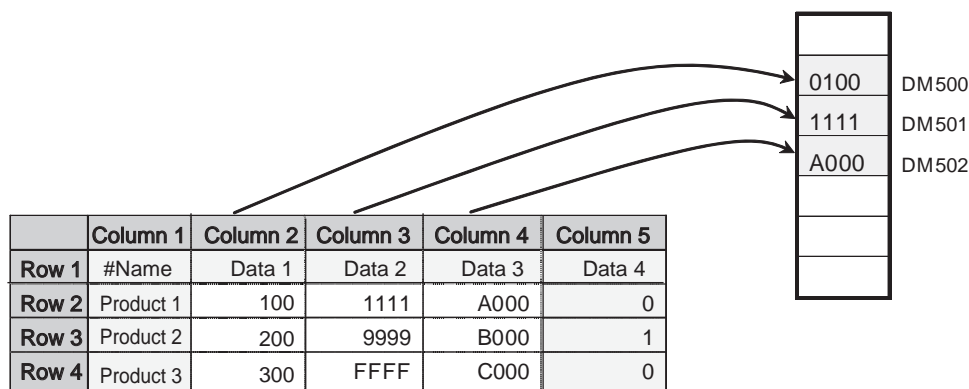 0100 DM500
1111 DM501
A000 DM502
Column 1 Column 2 Column 3 Column 4 Column 5
Row 1 #Name Data 1 Data 2 Data 3 Data 4
Row 2 Product 1 100 1111 A000 0
Row 3 Product 2 200 9999 B000 1
Row 4 Product 3 300 FFFF C000 0